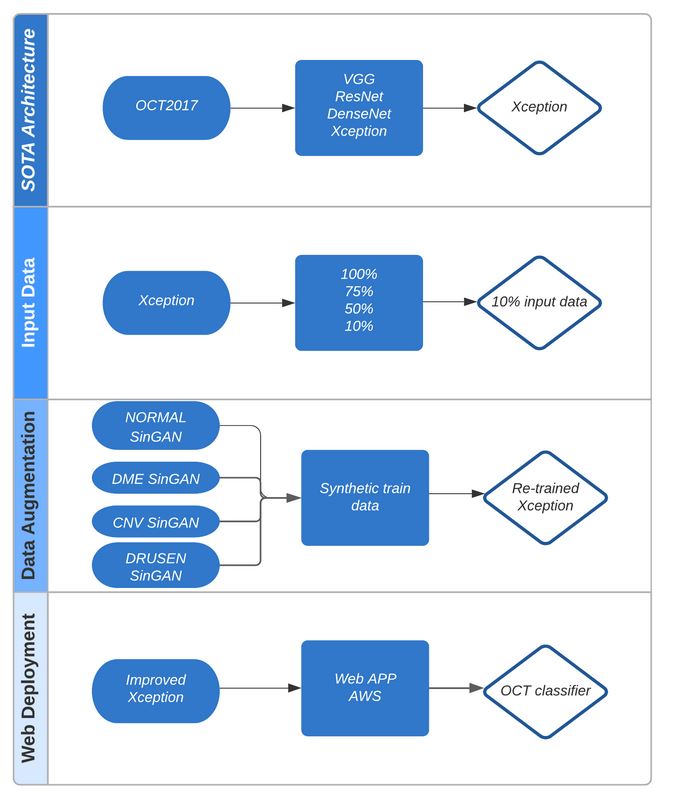 SOTA Architecture
OCT2017
VGG
ResNet
DenseNet
Xception
Xception
Input Data
Xception
100%
75%
50%
10%
10% input data
Data Augmentation
NORMAL
SinGAN
DME SinGAN
CNV SinGAN
DRUSEN
SinGAN
Synthetic train
data
Re-trained
Xception
Web Deployment
Improved
Xception
Web APP
AWS
OCT classifier